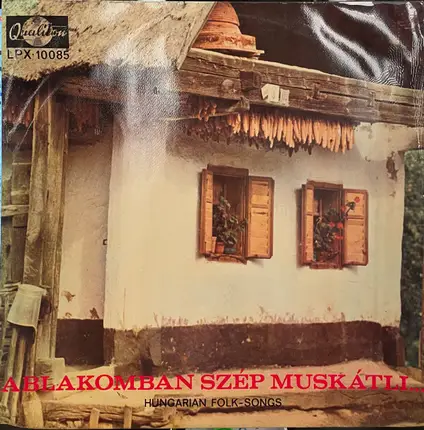 Qualiton
LPX-10085
ABLAKOMBAN SZÉP MUSKÁTLI...
HUNGARIAN FOLK-SONGS